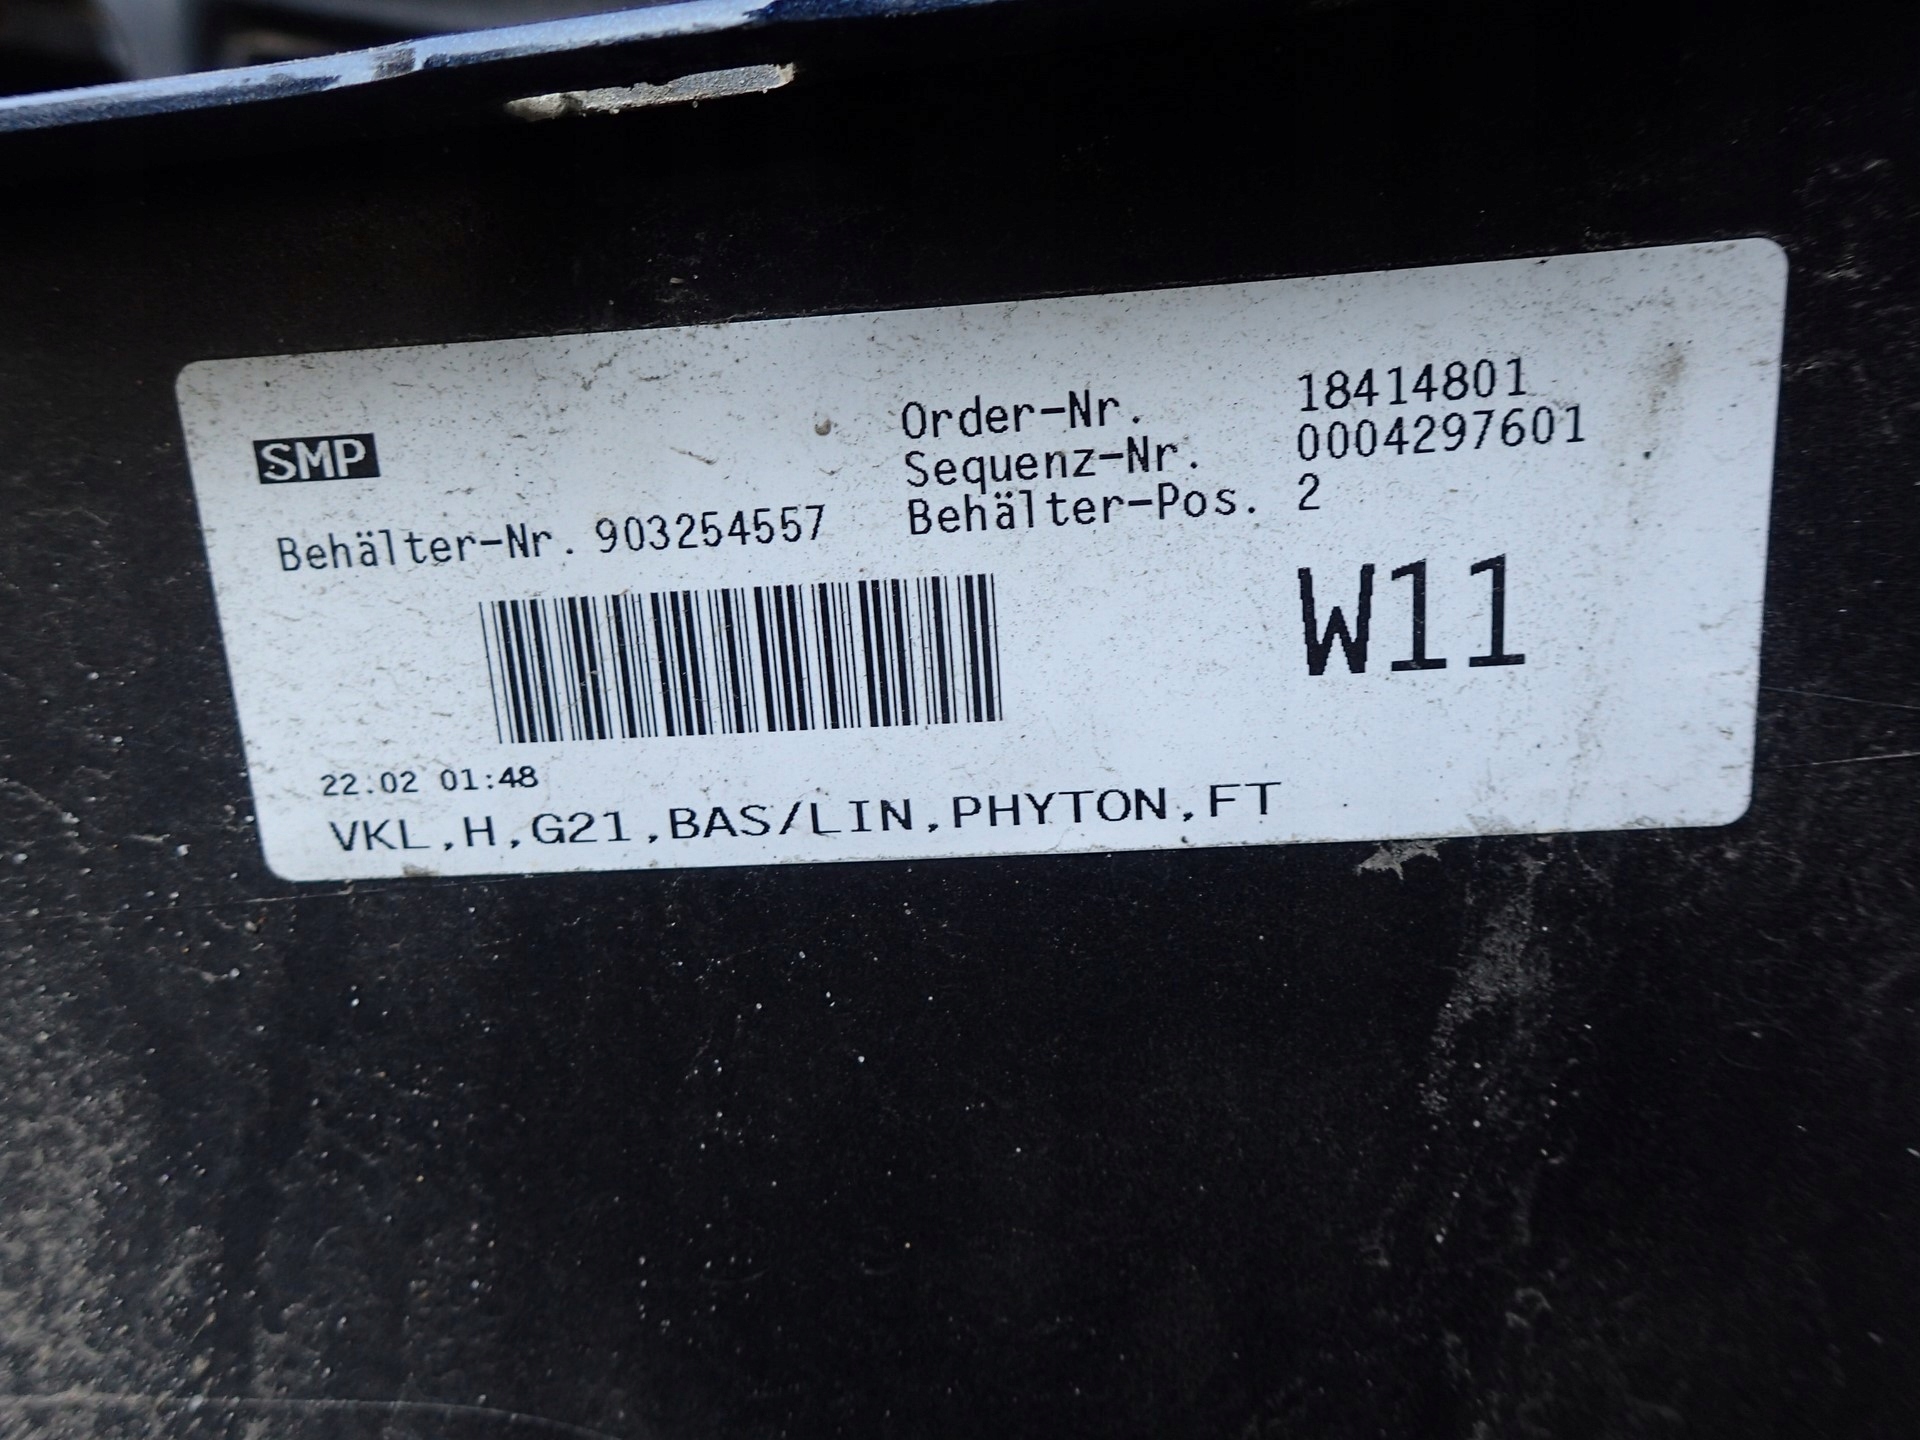 SMP
Order-Nr. 18414801
Sequenz-Nr. 0004297601
Behälter-Nr. 903254557
Behälter-Pos. 2
W11
22.02 01:48
VKL,H,G21,BAS/LIN,PHYTON,FT